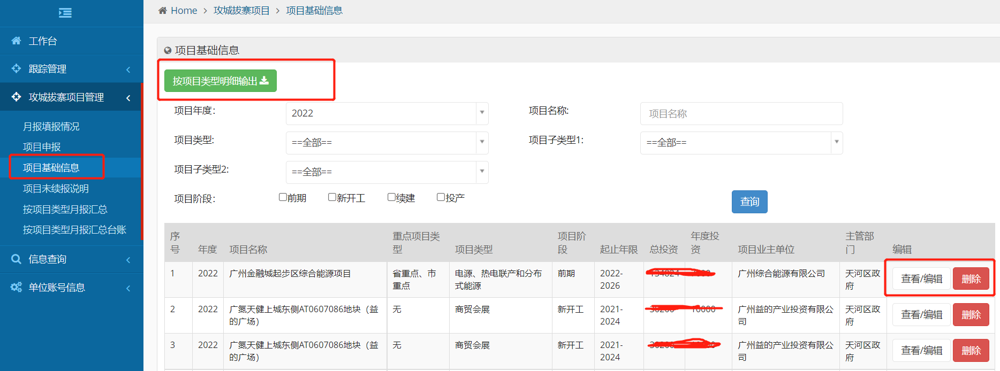 Home > 攻城拔寨项目 > 项目基础信息
工作台
跟踪管理
攻城拔寨项目管理
月报填报情况
项目申报
项目基础信息
项目未续报说明
按项目类型月报汇总
按项目类型月报汇总台账
信息查询
单位账号信息
项目基础信息
按项目类型明细输出
项目年度: 2022 项目名称: 项目名称
项目类型: ==全部== 项目子类型1: ==全部==
项目子类型2: ==全部==
项目阶段: 前期 新开工 续建 投产 查询
序号 年度 项目名称 重点项目类型 项目类型 项目阶段 起止年限 总投资 年度投资 项目业主单位 主管部门 编辑
1 2022 广州金融城起步区综合能源项目 省重点、市重点 电源、热电联产和分布式能源 前期 2022-2026 广州综合能源有限公司 天河区政府 查看/编辑 删除
2 2022 广氮天健上城东侧AT0607086地块（益的广场） 无 商贸会展 新开工 2021-2024 10000 广州益的产业投资有限公司 天河区政府 查看/编辑 删除
3 2022 广氮天健上城东侧AT0607086地块（益的广场） 无 商贸会展 新开工 2021-2024 广州益的产业投资有限公司 天河区政府 查看/编辑 删除